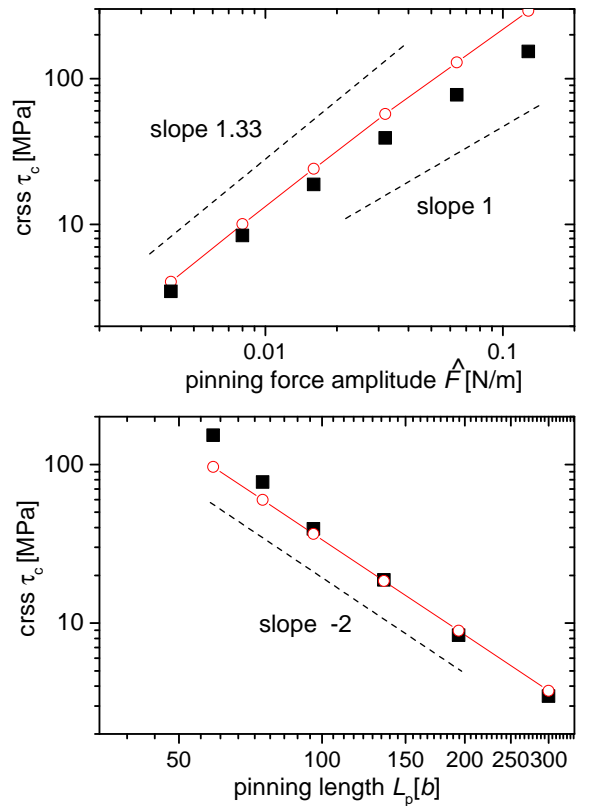 100
10
crss τc [MPa]
slope 1.33
slope 1
0.01
0.1
pinning force amplitude F̂ [N/m]
100
10
crss τc [MPa]
slope -2
50
100
150
200
250
300
pinning length Lp[b]